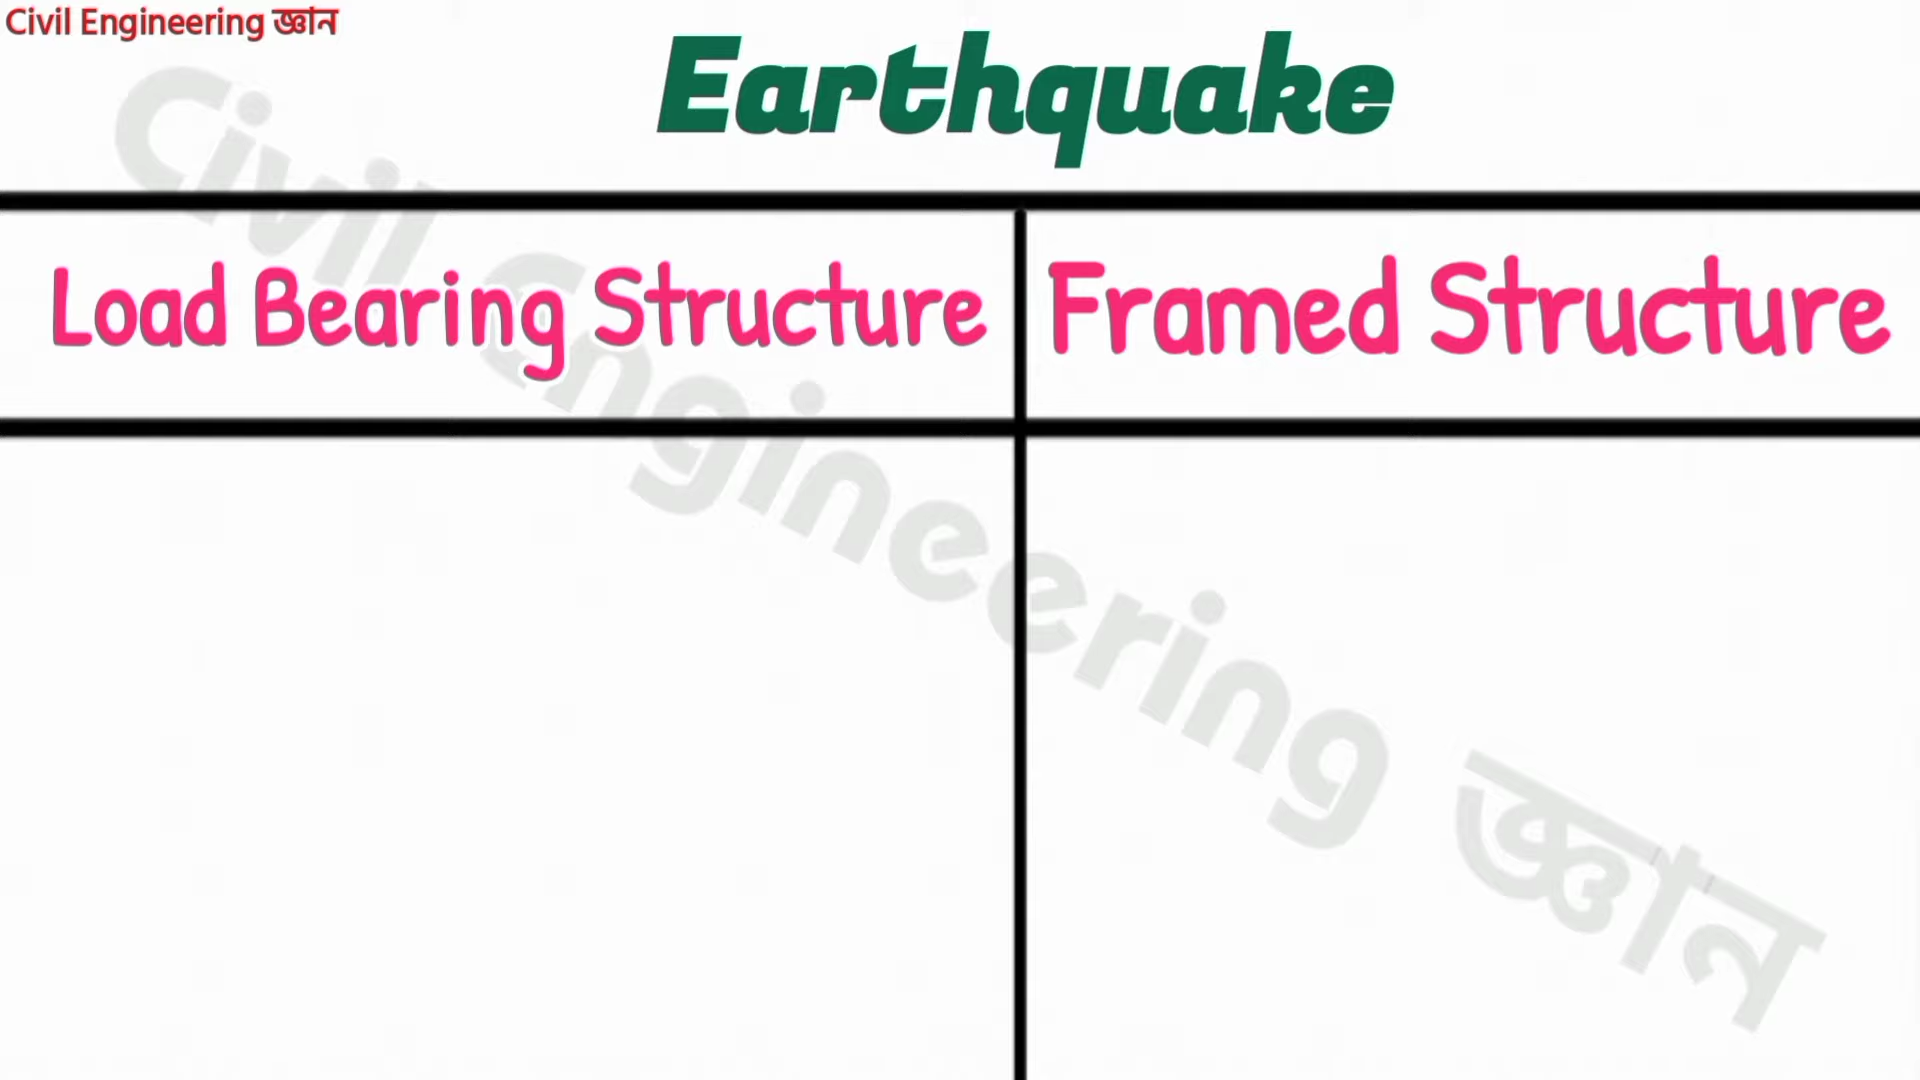 Civil Engineering জ্ঞান
Earthquake
Load Bearing Structure
Framed Structure
Civil Engineering জ্ঞান